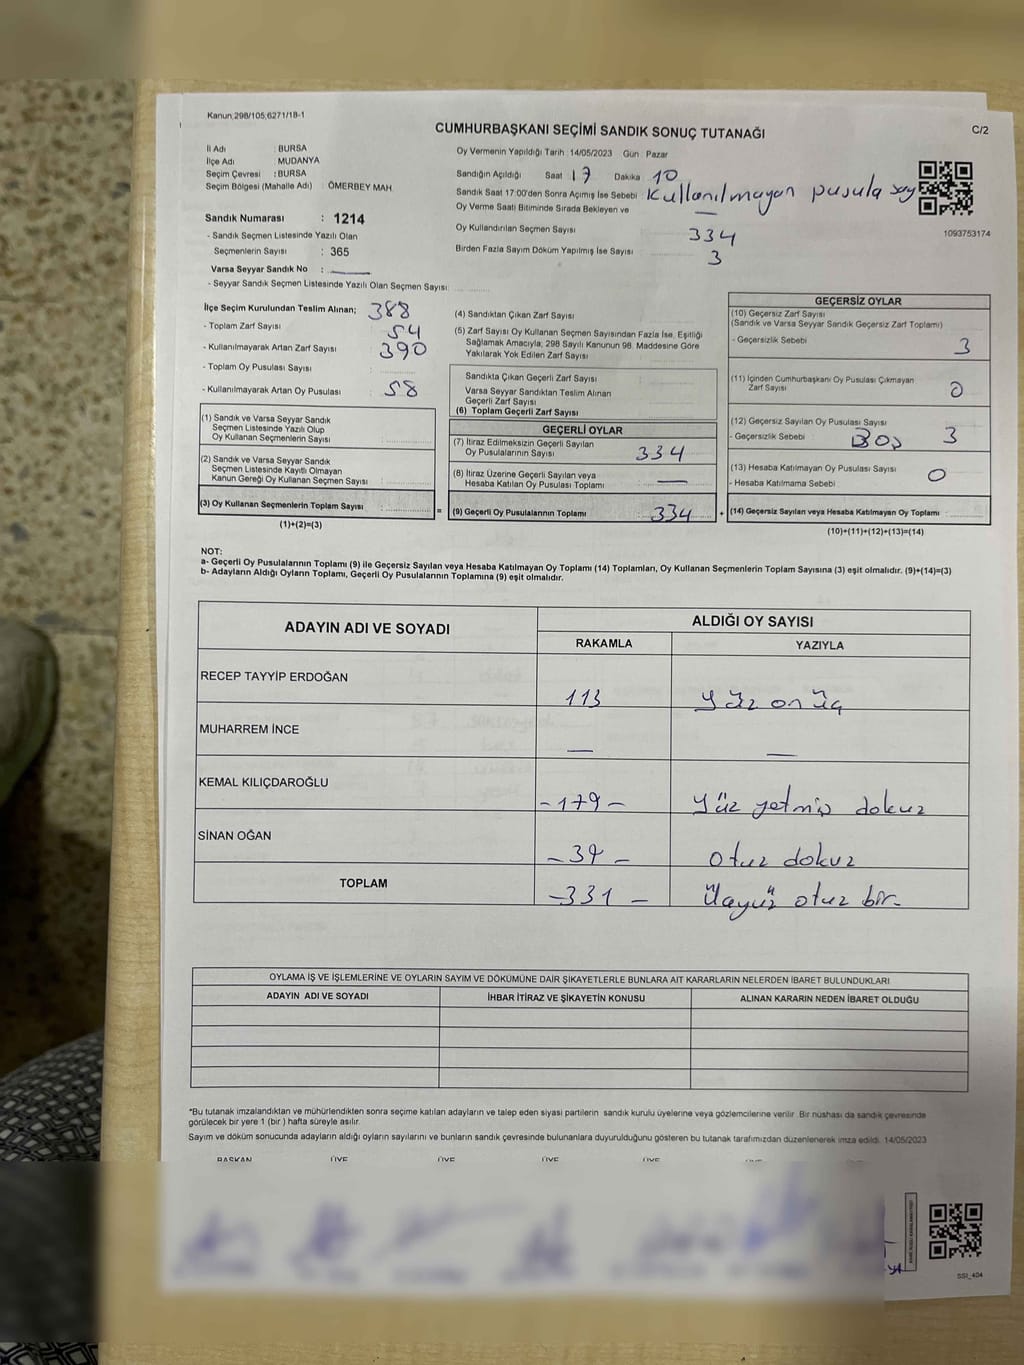 Kanun:298/105,6271/18-1
CUMHURBAŞKANI SEÇİMİ SANDIK SONUÇ TUTANAĞI
C/2
İl Adı : BURSA
İlçe Adı : MUDANYA
Seçim Çevresi : BURSA
Seçim Bölgesi (Mahalle Adı) : ÖMERBEY MAH.
Sandık Numarası : 1214
- Sandık Seçmen Listesinde Yazılı Olan
Seçmenlerin Sayısı : 365
Varsa Seyyar Sandık No : —
- Seyyar Sandık Seçmen Listesinde Yazılı Olan Seçmen Sayısı:
Oy Vermenin Yapıldığı Tarih :14/05/2023 Gün : Pazar
Sandığın Açıldığı Saat 17 Dakika 10
Sandık Saat 17:00'den Sonra Açımış İse Sebebi : Kullanılmayan pusula say
Oy Verme Saati Bitiminde Sırada Bekleyen ve —
Oy Kullandırılan Seçmen Sayısı 334
Birden Fazla Sayım Döküm Yapılmış İse Sayısı 3
1093753174
İlçe Seçim Kurulundan Teslim Alınan;
- Toplam Zarf Sayısı 388
- Kullanılmayarak Artan Zarf Sayısı 54
- Toplam Oy Pusulası Sayısı 390
- Kullanılmayarak Artan Oy Pusulası 58
(1) Sandık ve Varsa Seyyar Sandık
Seçmen Listesinde Yazılı Olup
Oy Kullanan Seçmenlerin Sayısı
(2) Sandık ve Varsa Seyyar Sandık
Seçmen Listesinde Kayıtlı Olmayan
Kanun Gereği Oy Kullanan Seçmen Sayısı
(3) Oy Kullanan Seçmenlerin Toplam Sayısı
(1)+(2)=(3)
(4) Sandıktan Çıkan Zarf Sayısı
(5) Zarf Sayısı Oy Kullanan Seçmen Sayısından Fazla İse, Eşitliği
Sağlamak Amacıyla, 298 Sayılı Kanunun 98. Maddesine Göre
Yakılarak Yok Edilen Zarf Sayısı
Sandıkta Çıkan Geçerli Zarf Sayısı
Varsa Seyyar Sandıktan Teslim Alınan
Geçerli Zarf Sayısı
(6) Toplam Geçerli Zarf Sayısı
GEÇERLİ OYLAR
(7) İtiraz Edilmeksizin Geçerli Sayılan
Oy Pusulalarının Sayısı 334
(8) İtiraz Üzerine Geçerli Sayılan veya
Hesaba Katılan Oy Pusulası Toplamı —
= (9) Geçerli Oy Pusulalarının Toplamı : 334 +
GEÇERSİZ OYLAR
(10) Geçersiz Zarf Sayısı
(Sandık ve Varsa Seyyar Sandık Geçersiz Zarf Toplamı)
- Geçersizlik Sebebi 3
(11) İçinden Cumhurbaşkanı Oy Pusulası Çıkmayan
Zarf Sayısı 0
(12) Geçersiz Sayılan Oy Pusulası Sayısı 3
- Geçersizlik Sebebi : Boş
(13) Hesaba Katılmayan Oy Pusulası Sayısı 0
- Hesaba Katılmama Sebebi
(14) Geçersiz Sayılan veya Hesaba Katılmayan Oy Toplamı
(10)+(11)+(12)+(13)=(14)
NOT:
a- Geçerli Oy Pusulalarının Toplamı (9) ile Geçersiz Sayılan veya Hesaba Katılmayan Oy Toplamı (14) Toplamları, Oy Kullanan Seçmenlerin Toplam Sayısına (3) eşit olmalıdır. (9)+(14)=(3)
b- Adayların Aldığı Oyların Toplamı, Geçerli Oy Pusulalarının Toplamına (9) eşit olmalıdır.
ADAYIN ADI VE SOYADI
ALDIĞI OY SAYISI
RAKAMLA YAZIYLA
RECEP TAYYİP ERDOĞAN 113 Yüz on üç
MUHARREM İNCE — —
KEMAL KILIÇDAROĞLU -179- Yüz yetmiş dokuz
SİNAN OĞAN -39- otuz dokuz
TOPLAM -331- Üçyüz otuz bir-
OYLAMA İŞ VE İŞLEMLERİNE VE OYLARIN SAYIM VE DÖKÜMÜNE DAİR ŞİKAYETLERLE BUNLARA AİT KARARLARIN NELERDEN İBARET BULUNDUKLARI
ADAYIN ADI VE SOYADI İHBAR İTİRAZ VE ŞİKAYETİN KONUSU ALINAN KARARIN NEDEN İBARET OLDUĞU
*Bu tutanak imzalandıktan ve mühürlendikten sonra seçime katılan adayların ve talep eden siyasi partilerin sandık kurulu üyelerine veya gözlemcilerine verilir. Bir nüshası da sandık çevresinde
görülecek bir yere 1 (bir ) hafta süreyle asılır.
Sayım ve döküm sonucunda adayların aldığı oyların sayılarını ve bunların sandık çevresinde bulunanlara duyurulduğunu gösteren bu tutanak tarafımızdan düzenlenerek imza edildi. 14/05/2023
BAŞKAN ÜYE ÜYE ÜYE ÜYE ÜYE ÜYE
SSI_404